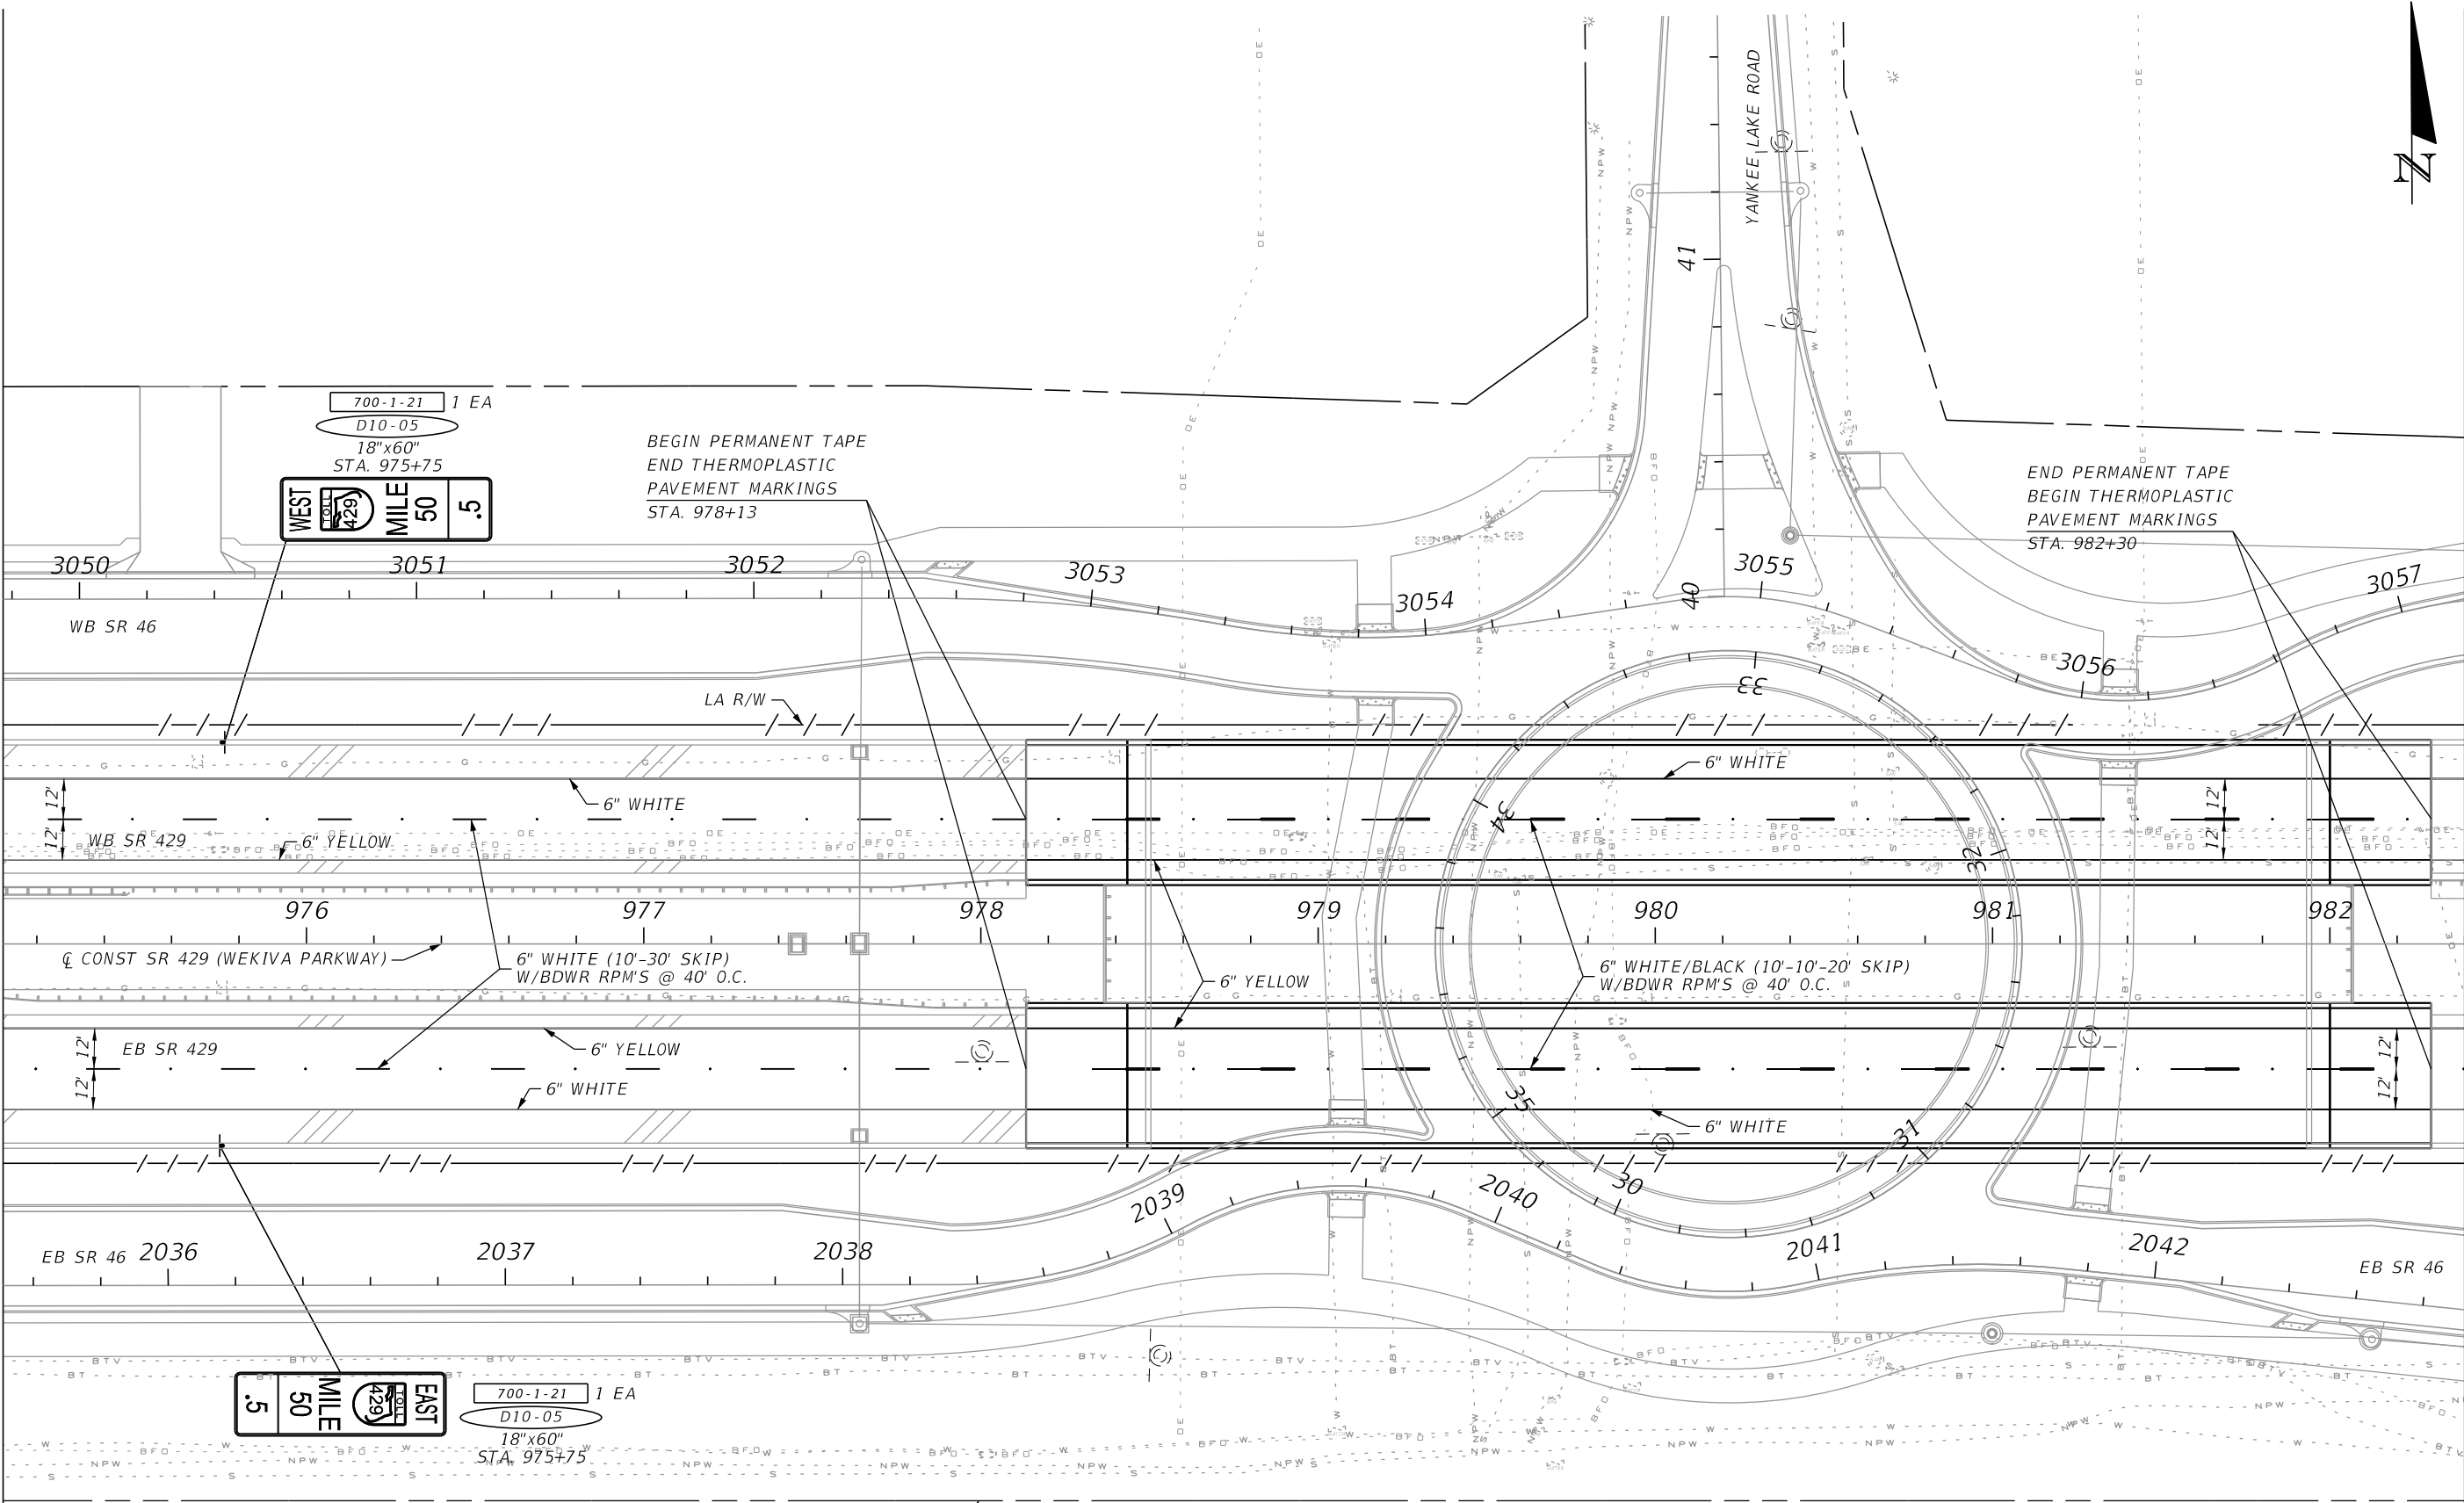 YANKEE LAKE ROAD
N
41
40
700-1-21 1 EA
D10-05
18"x60"
STA. 975+75
WEST
TOLL
429
MILE
50
.5
BEGIN PERMANENT TAPE
END THERMOPLASTIC
PAVEMENT MARKINGS
STA. 978+13
END PERMANENT TAPE
BEGIN THERMOPLASTIC
PAVEMENT MARKINGS
STA. 982+30
3050
3051
3052
3053
3054
3055
3056
3057
WB SR 46
LA R/W
33
34
32
6" WHITE
6" WHITE
12'
12'
12'
12'
WB SR 429
6" YELLOW
976
977
978
979
980
981
982
℄ CONST SR 429 (WEKIVA PARKWAY)
6" WHITE (10'-30' SKIP)
W/BDWR RPM'S @ 40' O.C.
6" YELLOW
6" WHITE/BLACK (10'-10'-20' SKIP)
W/BDWR RPM'S @ 40' O.C.
EB SR 429
6" YELLOW
12'
12'
12'
12'
6" WHITE
6" WHITE
35
31
30
EB SR 46
2036
2037
2038
2039
2040
2041
2042
EB SR 46
EAST
TOLL
429
MILE
50
.5
700-1-21 1 EA
D10-05
18"x60"
STA. 975+75